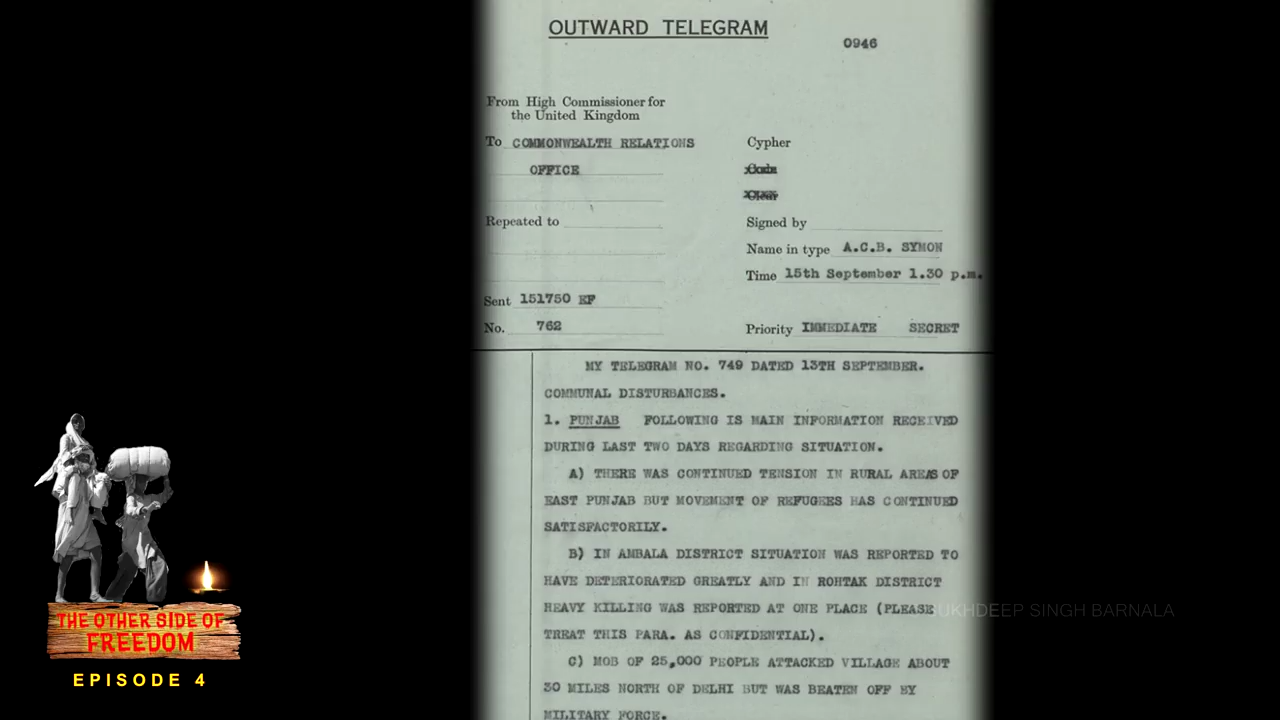 OUTWARD TELEGRAM
0946
From High Commissioner for
the United Kingdom
To COMMONWEALTH RELATIONS
OFFICE
Cypher
Code
Clear
Repeated to
Signed by
Name in type A.C.B. SYMON
Time 15th September 1.30 p.m.
Sent 151750 EF
No. 762
Priority IMMEDIATE SECRET
MY TELEGRAM NO. 749 DATED 13TH SEPTEMBER.
COMMUNAL DISTURBANCES.
1. PUNJAB FOLLOWING IS MAIN INFORMATION RECEIVED
DURING LAST TWO DAYS REGARDING SITUATION.
A) THERE WAS CONTINUED TENSION IN RURAL AREAS OF
EAST PUNJAB BUT MOVEMENT OF REFUGEES HAS CONTINUED
SATISFACTORILY.
B) IN AMBALA DISTRICT SITUATION WAS REPORTED TO
HAVE DETERIORATED GREATLY AND IN ROHTAK DISTRICT
HEAVY KILLING WAS REPORTED AT ONE PLACE (PLEASE
TREAT THIS PARA. AS CONFIDENTIAL).
C) MOB OF 25,000 PEOPLE ATTACKED VILLAGE ABOUT
30 MILES NORTH OF DELHI BUT WAS BEATEN OFF BY
MILITARY FORCE.
SINGH BARNALA
THE OTHER SIDE OF
FREEDOM
EPISODE 4